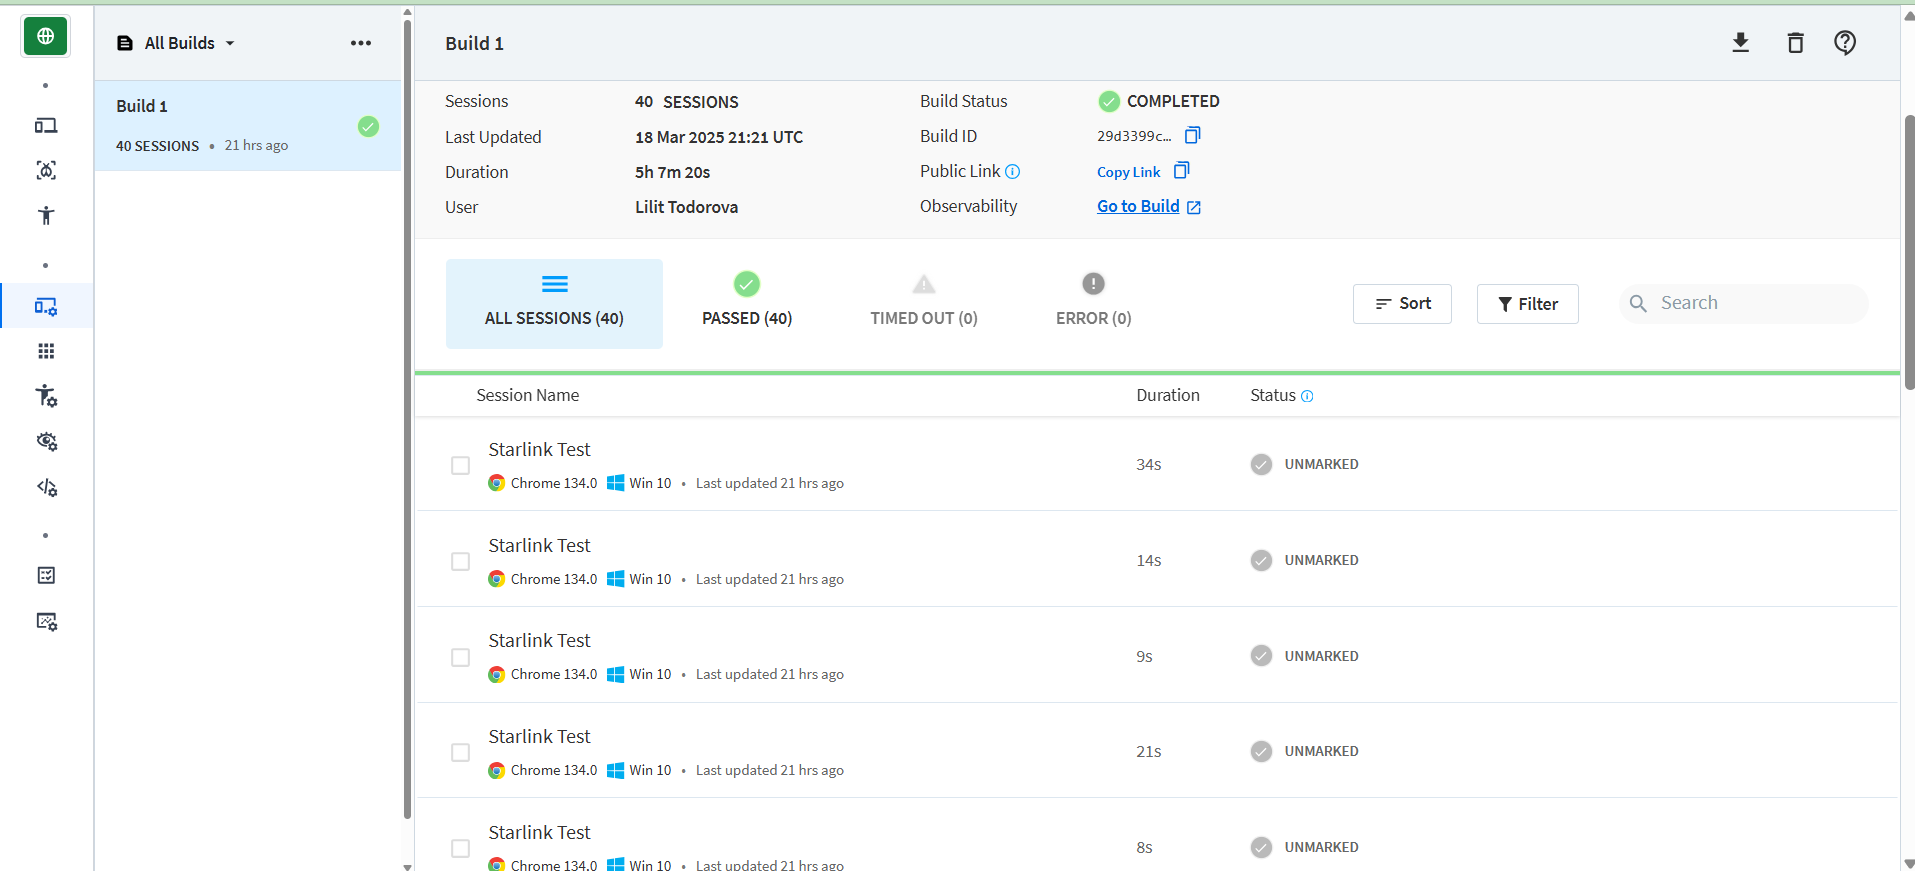 All Builds
Build 1
40 SESSIONS • 21 hrs ago
Build 1
Sessions 40 SESSIONS
Last Updated 18 Mar 2025 21:21 UTC
Duration 5h 7m 20s
User Lilit Todorova
Build Status COMPLETED
Build ID 29d3399c...
Public Link Copy Link
Observability Go to Build
ALL SESSIONS (40)
PASSED (40)
TIMED OUT (0)
ERROR (0)
Sort
Filter
Search
Session Name Duration Status
Starlink Test
Chrome 134.0 Win 10 • Last updated 21 hrs ago
34s UNMARKED
Starlink Test
Chrome 134.0 Win 10 • Last updated 21 hrs ago
14s UNMARKED
Starlink Test
Chrome 134.0 Win 10 • Last updated 21 hrs ago
9s UNMARKED
Starlink Test
Chrome 134.0 Win 10 • Last updated 21 hrs ago
21s UNMARKED
Starlink Test
Chrome 134.0 Win 10 • Last updated 21 hrs ago
8s UNMARKED